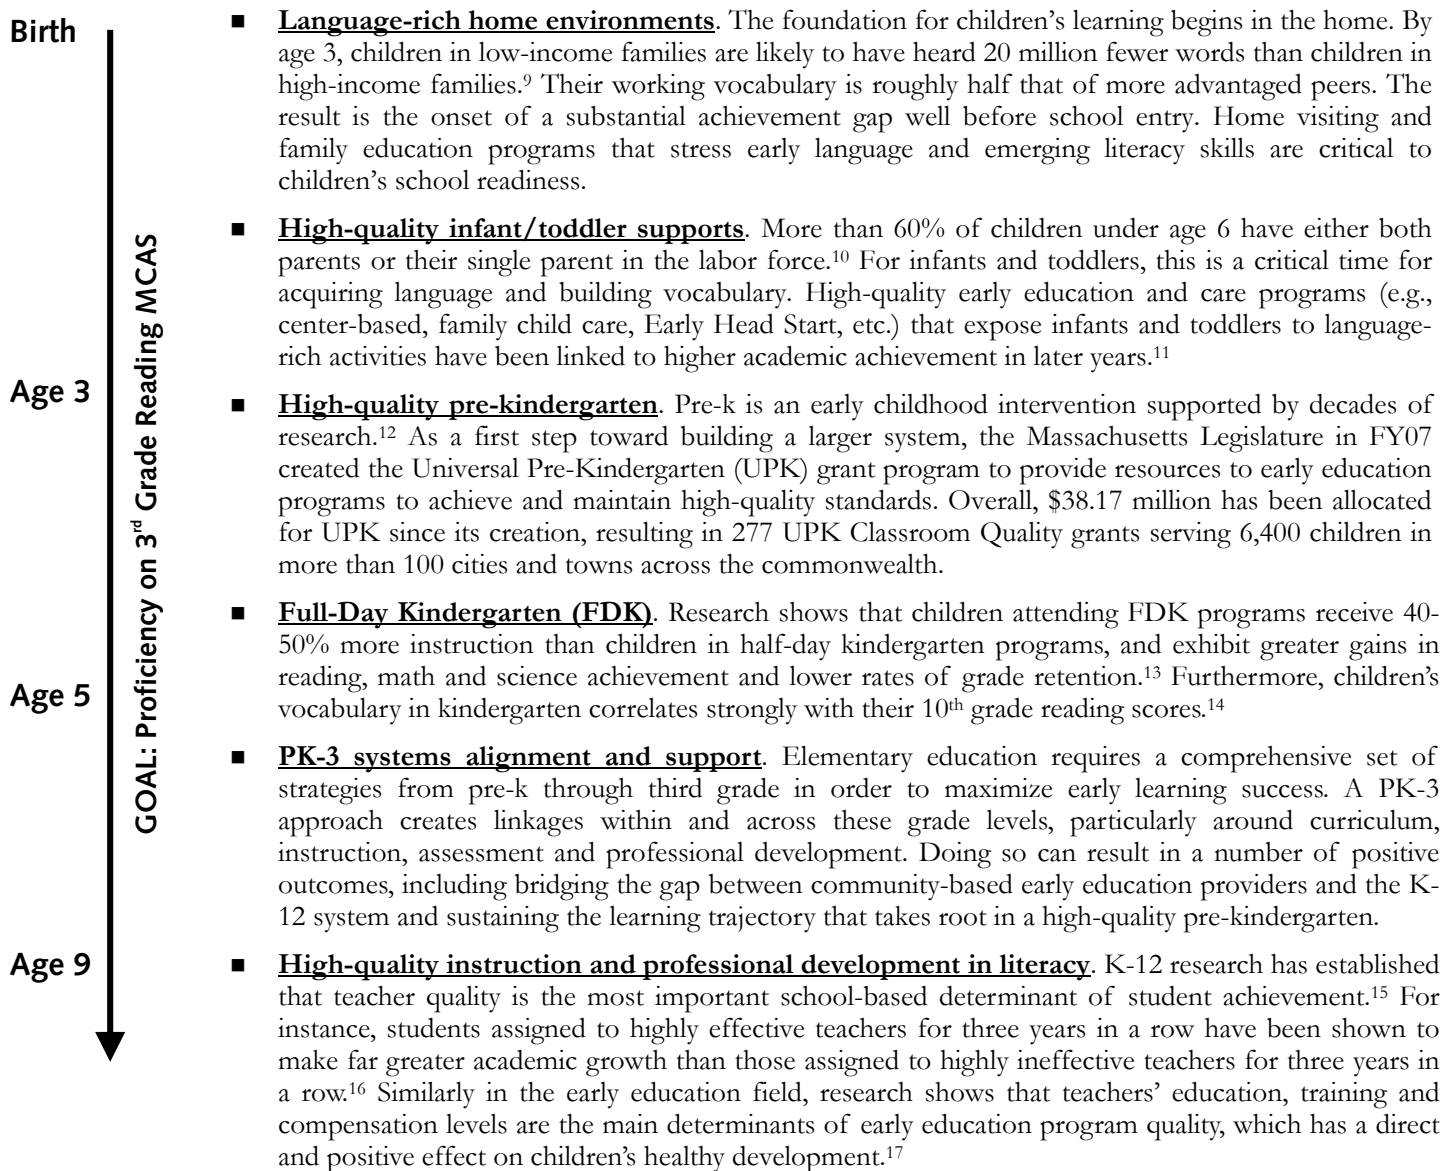 Birth
■ Language-rich home environments. The foundation for children’s learning begins in the home. By
age 3, children in low-income families are likely to have heard 20 million fewer words than children in
high-income families.9 Their working vocabulary is roughly half that of more advantaged peers. The
result is the onset of a substantial achievement gap well before school entry. Home visiting and
family education programs that stress early language and emerging literacy skills are critical to
children’s school readiness.
■ High-quality infant/toddler supports. More than 60% of children under age 6 have either both
parents or their single parent in the labor force.10 For infants and toddlers, this is a critical time for
acquiring language and building vocabulary. High-quality early education and care programs (e.g.,
center-based, family child care, Early Head Start, etc.) that expose infants and toddlers to language-
rich activities have been linked to higher academic achievement in later years.11
Age 3
■ High-quality pre-kindergarten. Pre-k is an early childhood intervention supported by decades of
research.12 As a first step toward building a larger system, the Massachusetts Legislature in FY07
created the Universal Pre-Kindergarten (UPK) grant program to provide resources to early education
programs to achieve and maintain high-quality standards. Overall, $38.17 million has been allocated
for UPK since its creation, resulting in 277 UPK Classroom Quality grants serving 6,400 children in
more than 100 cities and towns across the commonwealth.
GOAL: Proficiency on 3rd Grade Reading MCAS
■ Full-Day Kindergarten (FDK). Research shows that children attending FDK programs receive 40-
50% more instruction than children in half-day kindergarten programs, and exhibit greater gains in
reading, math and science achievement and lower rates of grade retention.13 Furthermore, children’s
vocabulary in kindergarten correlates strongly with their 10th grade reading scores.14
Age 5
■ PK-3 systems alignment and support. Elementary education requires a comprehensive set of
strategies from pre-k through third grade in order to maximize early learning success. A PK-3
approach creates linkages within and across these grade levels, particularly around curriculum,
instruction, assessment and professional development. Doing so can result in a number of positive
outcomes, including bridging the gap between community-based early education providers and the K-
12 system and sustaining the learning trajectory that takes root in a high-quality pre-kindergarten.
Age 9
■ High-quality instruction and professional development in literacy. K-12 research has established
that teacher quality is the most important school-based determinant of student achievement.15 For
instance, students assigned to highly effective teachers for three years in a row have been shown to
make far greater academic growth than those assigned to highly ineffective teachers for three years in
a row.16 Similarly in the early education field, research shows that teachers’ education, training and
compensation levels are the main determinants of early education program quality, which has a direct
and positive effect on children’s healthy development.17